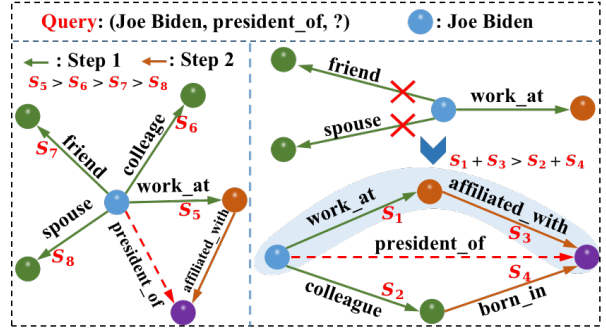 Query: (Joe Biden, president_of, ?)
: Joe Biden
: Step 1
: Step 2
S5 > S6 > S7 > S8
friend
S7
colleage
S6
work_at
S5
spouse
S8
president_of
affiliated_with
friend
spouse
work_at
S1 + S3 > S2 + S4
work_at
S1
affiliated_with
S3
president_of
colleague
S2
born_in
S4